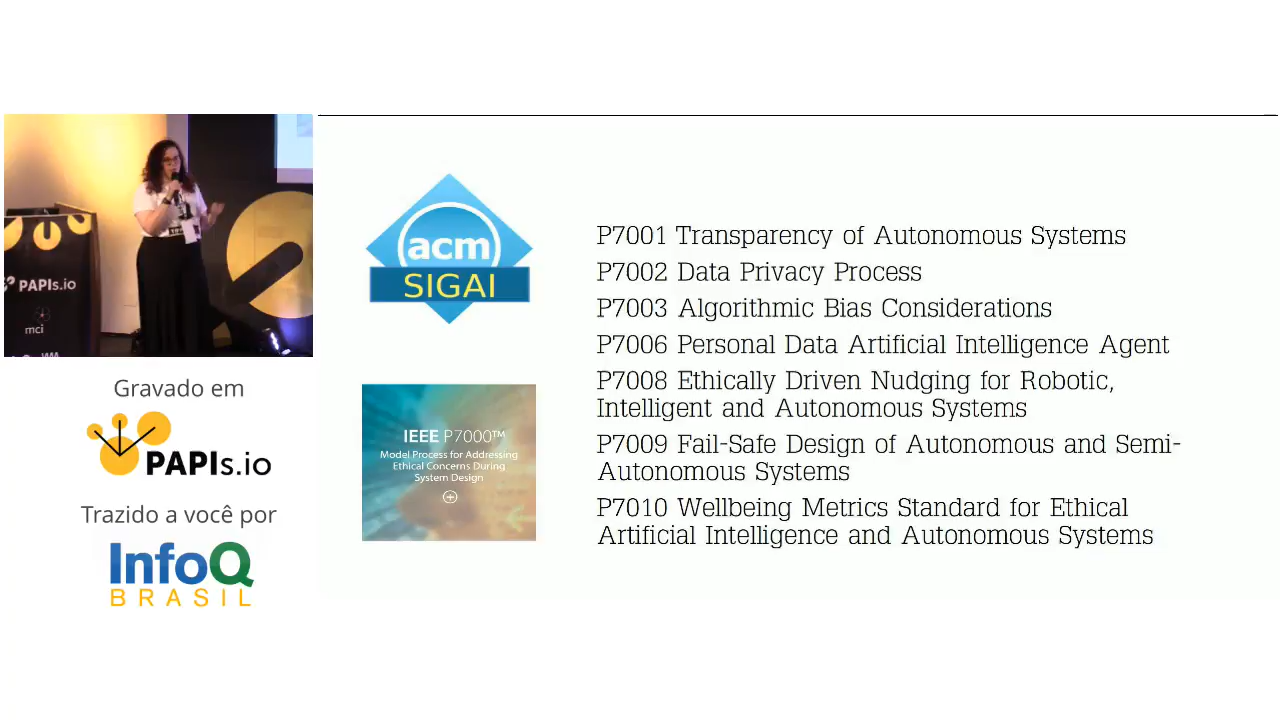 PAPIs.io
mci
Gravado em
PAPIs.io
Trazido a você por
InfoQ
BRASIL
acm
SIGAI
IEEE P7000™
Model Process for Addressing
Ethical Concerns During
System Design
P7001 Transparency of Autonomous Systems
P7002 Data Privacy Process
P7003 Algorithmic Bias Considerations
P7006 Personal Data Artificial Intelligence Agent
P7008 Ethically Driven Nudging for Robotic,
Intelligent and Autonomous Systems
P7009 Fail-Safe Design of Autonomous and Semi-
Autonomous Systems
P7010 Wellbeing Metrics Standard for Ethical
Artificial Intelligence and Autonomous Systems